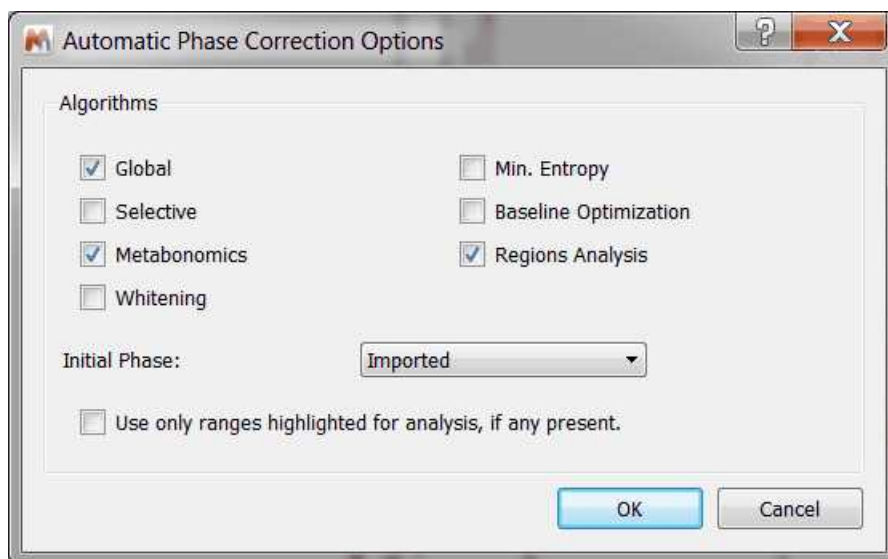 Automatic Phase Correction Options
Algorithms
Global
Min. Entropy
Selective
Baseline Optimization
Metabonomics
Regions Analysis
Whitening
Initial Phase:
Imported
Use only ranges highlighted for analysis, if any present.
OK
Cancel